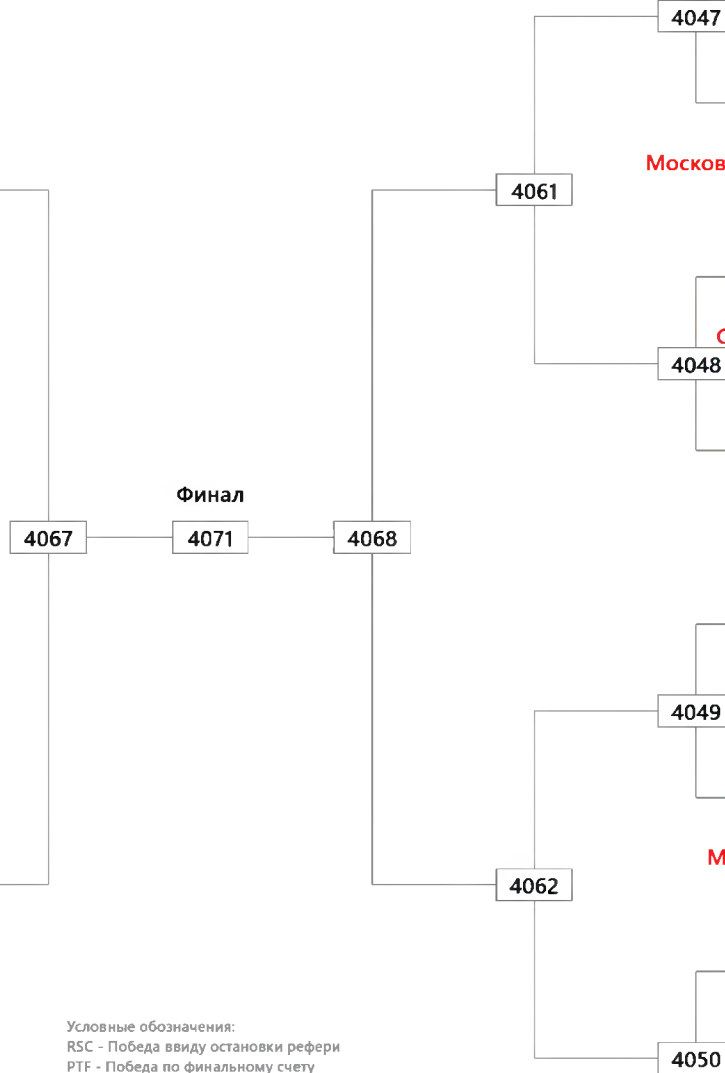 4047
Москов
4061
С
4048
Финал
4067
4071
4068
4049
М
4062
Условные обозначения:
RSC - Победа ввиду остановки рефери
4050
PTF - Победа по финальному счету